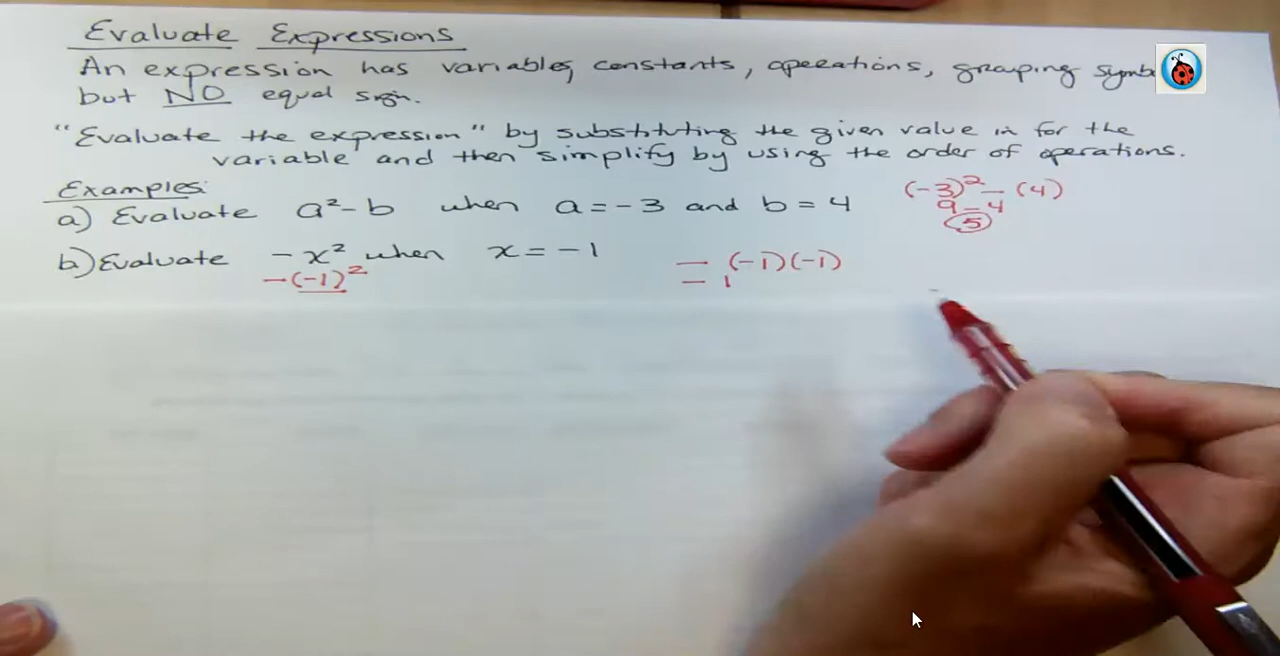 Evaluate Expressions
An expression has variables, constants, operations, grouping symb
but NO equal sign.
"Evaluate the expression" by substituting the given value in for the
variable and then simplify by using the order of operations.
Examples:
a) Evaluate a² - b when a = -3 and b = 4
(-3)² - (4)
9 - 4
5
b) Evaluate - x² when x = -1
-(-1)²
- (-1)(-1)
- 1